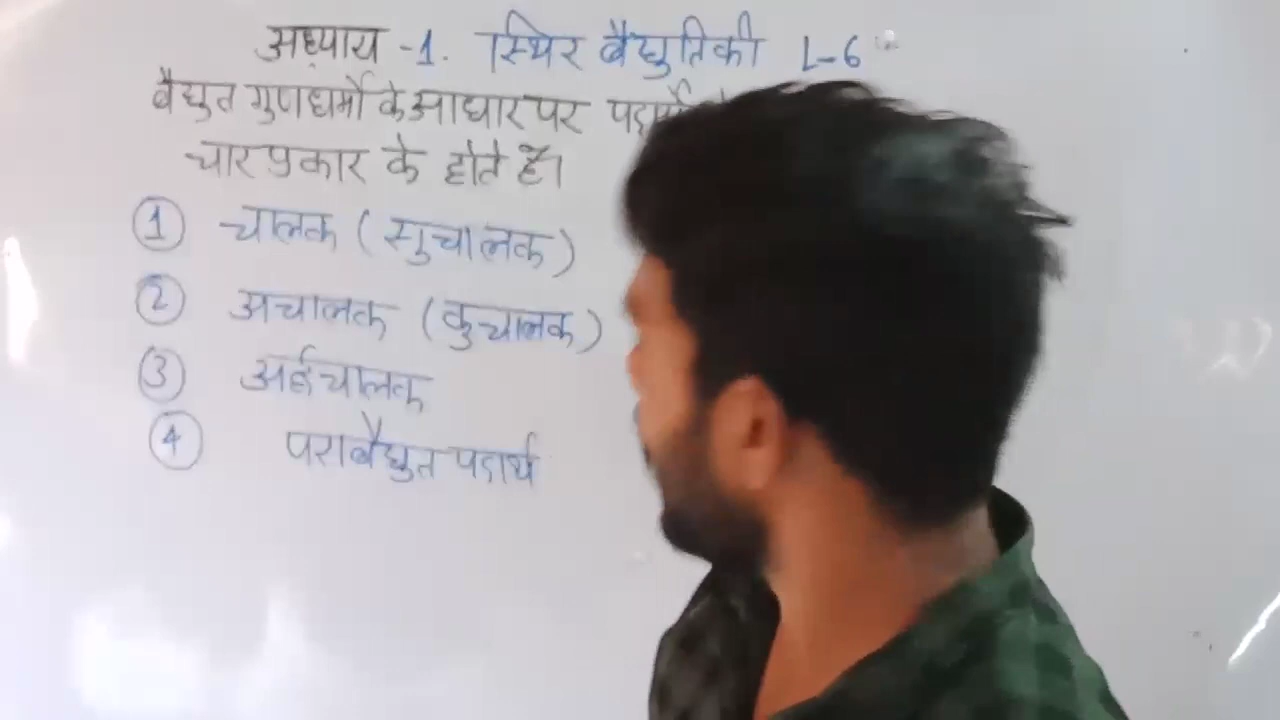 अध्याय -1. स्थिर वैद्युतिकी L-6
वैद्युत गुणधर्मों के आधार पर
चार प्रकार के होते हैं।
① चालक (सुचालक)
② अचालक (कुचालक)
③ अर्द्धचालक
④ परावैद्युत पदार्थ